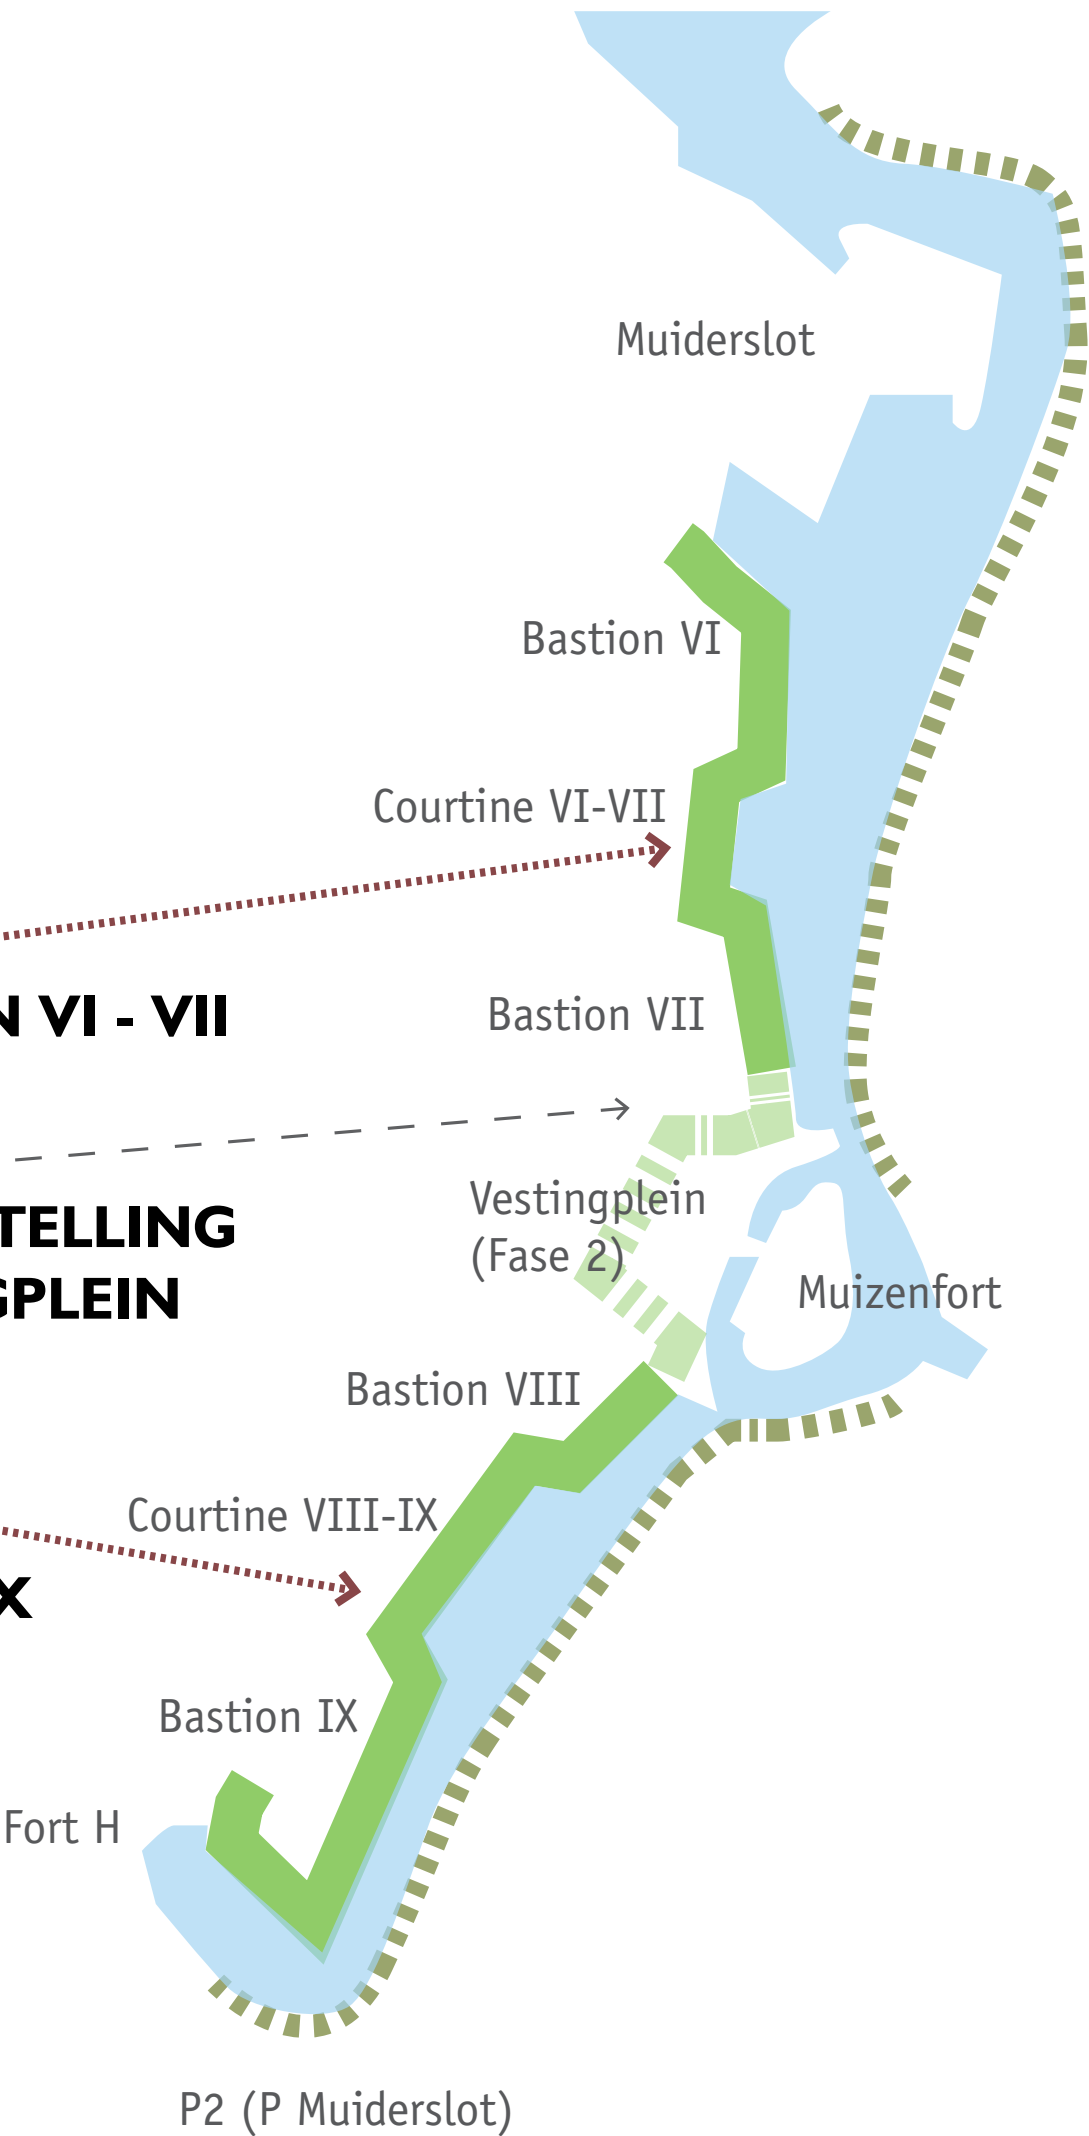 Muiderslot
Bastion VI
Courtine VI-VII
N VI - VII
Bastion VII
Vestingplein
(Fase 2)
TELLING
GPLEIN
Muizenfort
Bastion VIII
Courtine VIII-IX
X
Bastion IX
Fort H
P2 (P Muiderslot)